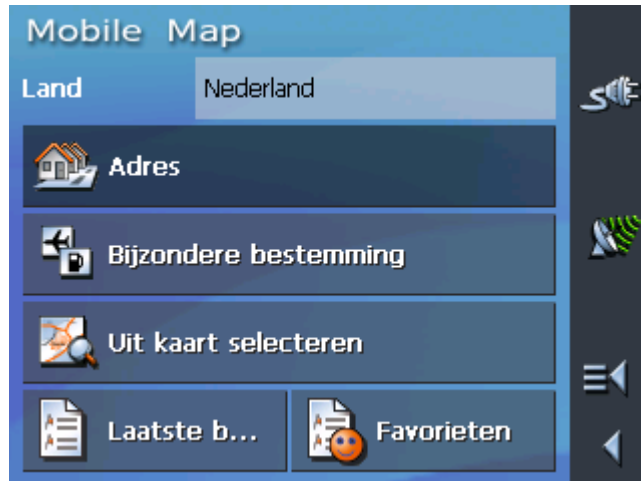 Mobile Map
Land Nederland
Adres
Bijzondere bestemming
Uit kaart selecteren
Laatste b... Favorieten